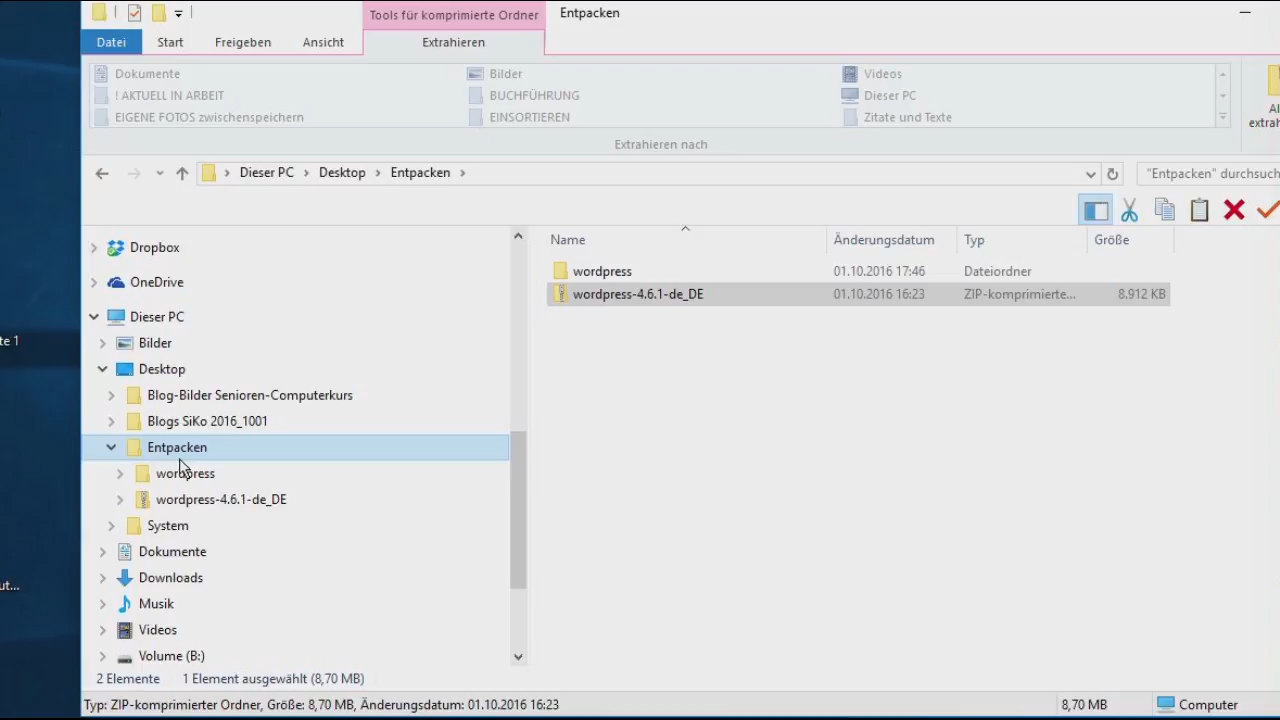 Tools für komprimierte Ordner
Entpacken
Datei
Start
Freigeben
Ansicht
Extrahieren
Dokumente
Bilder
Videos
! AKTUELL IN ARBEIT
BUCHFÜHRUNG
Dieser PC
EIGENE FOTOS zwischenspeichern
EINSORTIEREN
Zitate und Texte
Extrahieren nach
Dieser PC
Desktop
Entpacken
"Entpacken" durchsuch
Name
Änderungsdatum
Typ
Größe
wordpress
01.10.2016 17:46
Dateiordner
wordpress-4.6.1-de_DE
01.10.2016 16:23
ZIP-komprimierte...
8.912 KB
Dropbox
OneDrive
Dieser PC
Bilder
Desktop
Blog-Bilder Senioren-Computerkurs
Blogs SiKo 2016_1001
Entpacken
wordpress
wordpress-4.6.1-de_DE
System
Dokumente
Downloads
Musik
Videos
Volume (B:)
te 1
ut...
2 Elemente
1 Element ausgewählt (8,70 MB)
Typ: ZIP-komprimierter Ordner, Größe: 8,70 MB, Änderungsdatum: 01.10.2016 16:23
8,70 MB
Computer